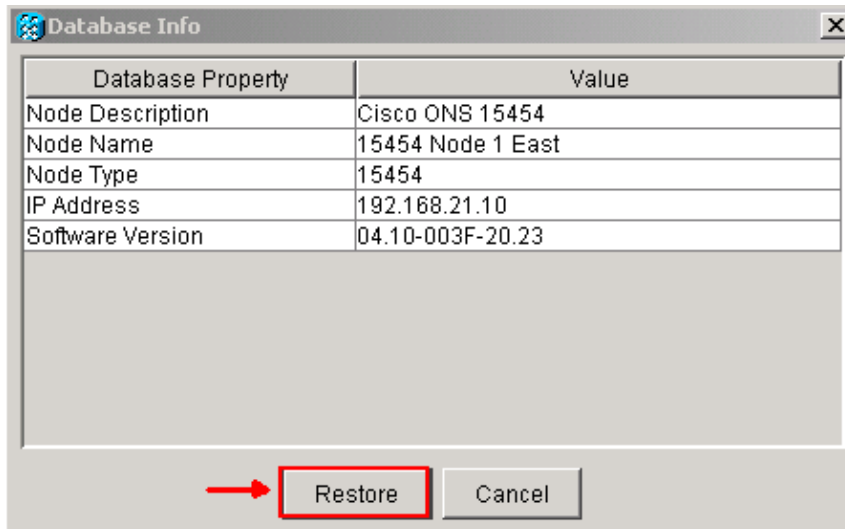 Database Info
Database Property Value
Node Description Cisco ONS 15454
Node Name 15454 Node 1 East
Node Type 15454
IP Address 192.168.21.10
Software Version 04.10-003F-20.23
Restore Cancel